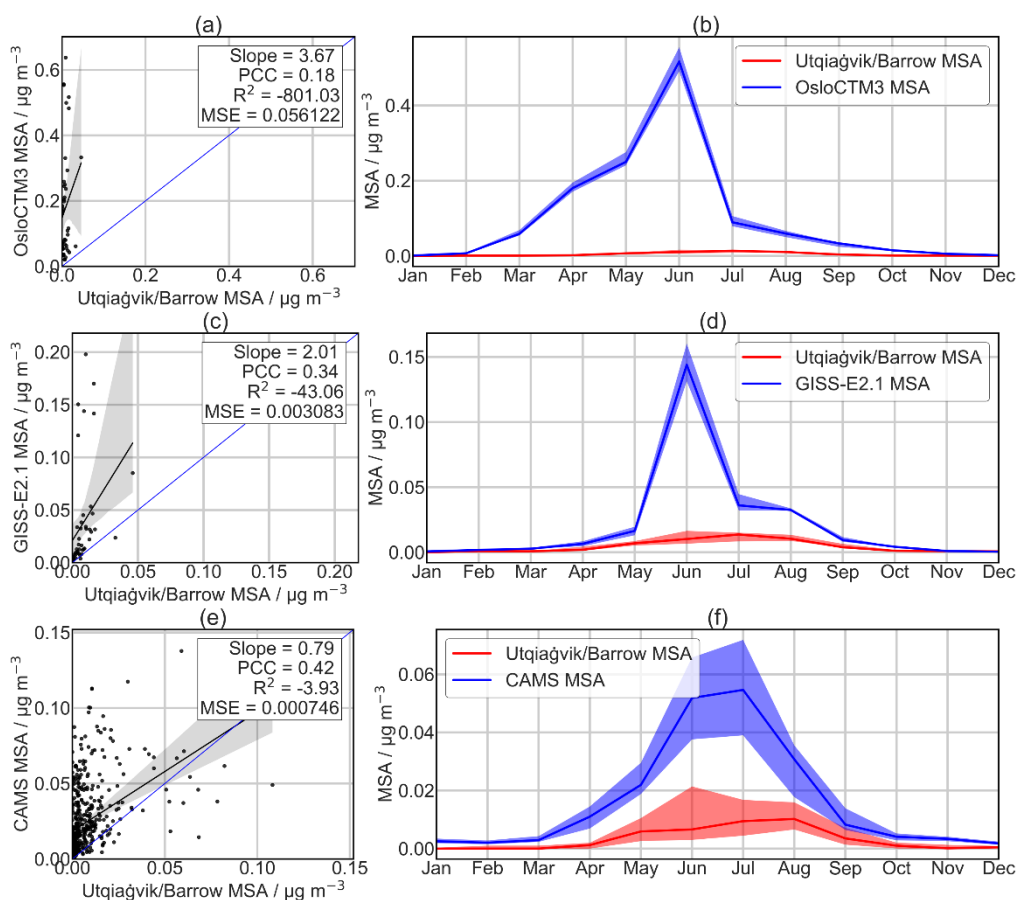 (a)
Slope = 3.67
PCC = 0.18
R² = -801.03
MSE = 0.056122
OsloCTM3 MSA / µg m⁻³
0.6
0.4
0.2
0.0
0.0 0.2 0.4 0.6
Utqiaġvik/Barrow MSA / µg m⁻³
(b)
Utqiaġvik/Barrow MSA
OsloCTM3 MSA
MSA / µg m⁻³
0.4
0.2
0.0
Jan Feb Mar Apr May Jun Jul Aug Sep Oct Nov Dec
(c)
Slope = 2.01
PCC = 0.34
R² = -43.06
MSE = 0.003083
GISS-E2.1 MSA / µg m⁻³
0.20
0.15
0.10
0.05
0.00
0.00 0.05 0.10 0.15 0.20
Utqiaġvik/Barrow MSA / µg m⁻³
(d)
Utqiaġvik/Barrow MSA
GISS-E2.1 MSA
MSA / µg m⁻³
0.15
0.10
0.05
0.00
Jan Feb Mar Apr May Jun Jul Aug Sep Oct Nov Dec
(e)
Slope = 0.79
PCC = 0.42
R² = -3.93
MSE = 0.000746
CAMS MSA / µg m⁻³
0.15
0.10
0.05
0.00
0.00 0.05 0.10 0.15
Utqiaġvik/Barrow MSA / µg m⁻³
(f)
Utqiaġvik/Barrow MSA
CAMS MSA
MSA / µg m⁻³
0.06
0.04
0.02
0.00
Jan Feb Mar Apr May Jun Jul Aug Sep Oct Nov Dec